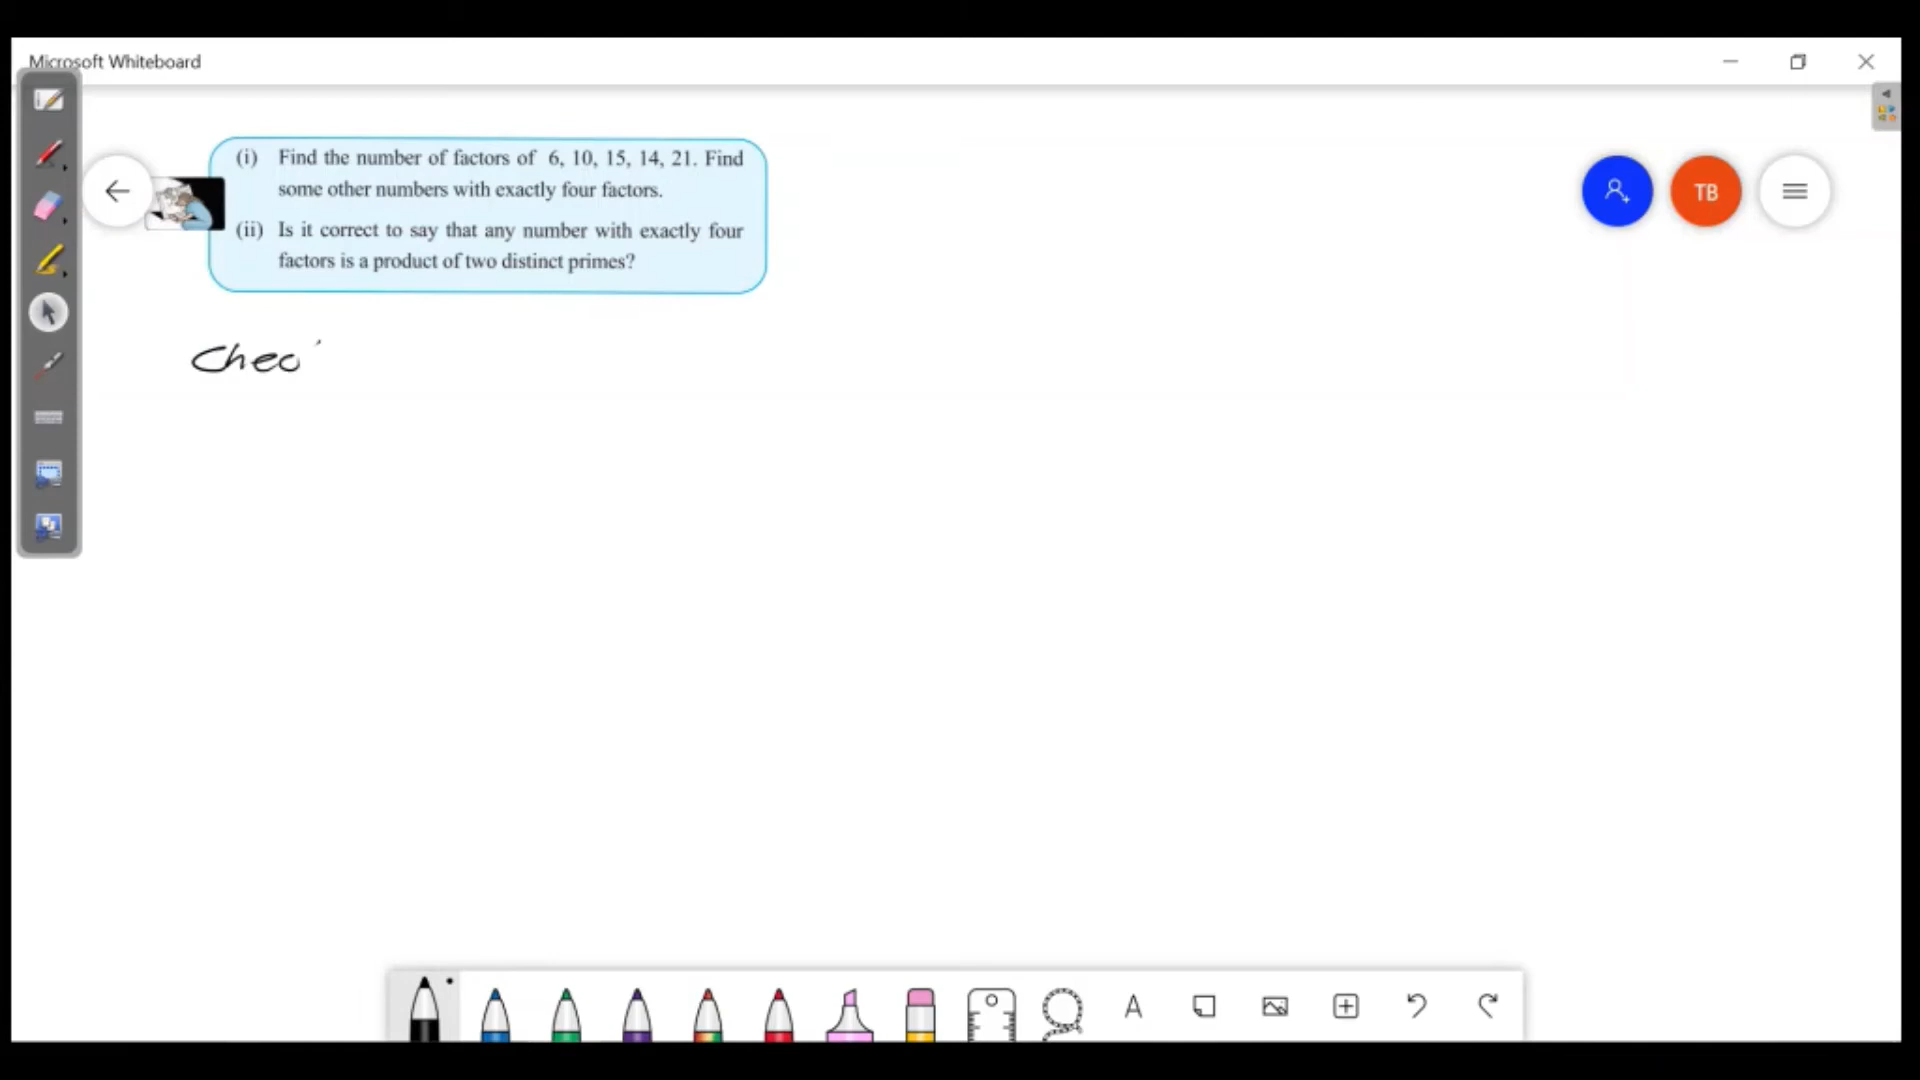 Microsoft Whiteboard
(i) Find the number of factors of 6, 10, 15, 14, 21. Find
some other numbers with exactly four factors.
(ii) Is it correct to say that any number with exactly four
factors is a product of two distinct primes?
TB
Chec
A